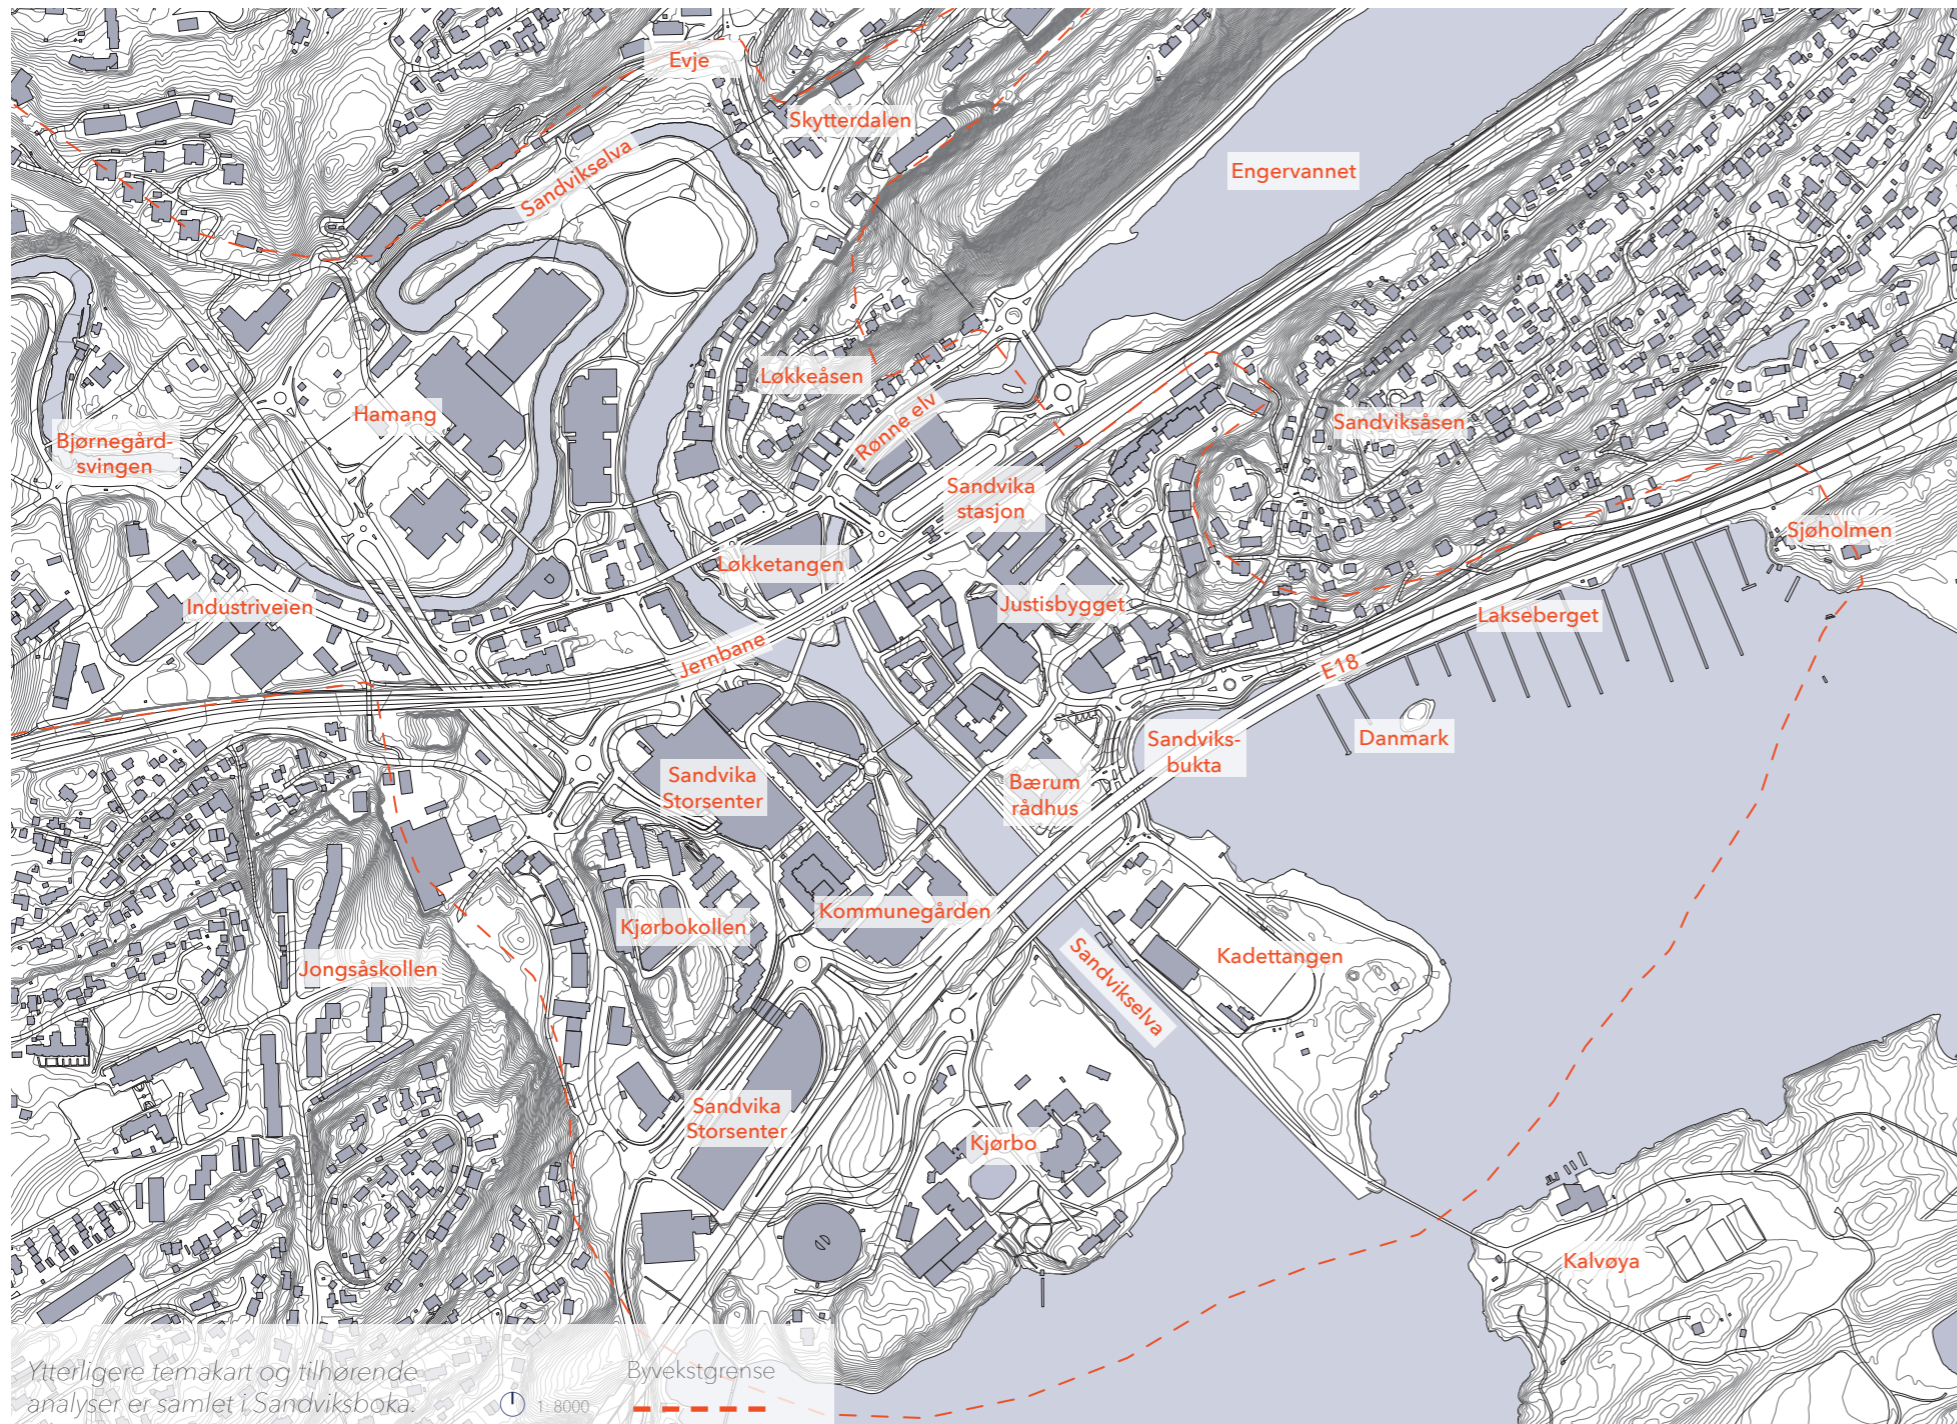 Evje
Skytterdalen
Engervannet
Sandvikselva
Løkkeåsen
Rønne elv
Hamang
Bjørnegård-
svingen
Sandviksåsen
Sandvika
stasjon
Sjøholmen
Løkketangen
Industriveien
Justisbygget
Lakseberget
Jernbane
E18
Danmark
Sandviks-
bukta
Sandvika
Storsenter
Bærum
rådhus
Kommunegården
Kjørbokollen
Sandvikselva
Kadettangen
Jongsåskollen
Sandvika
Storsenter
Kjørbo
Kalvøya
Ytterligere temakart og tilhørende
analyser er samlet i Sandviksboka.
1: 8000
Byvekstgrense